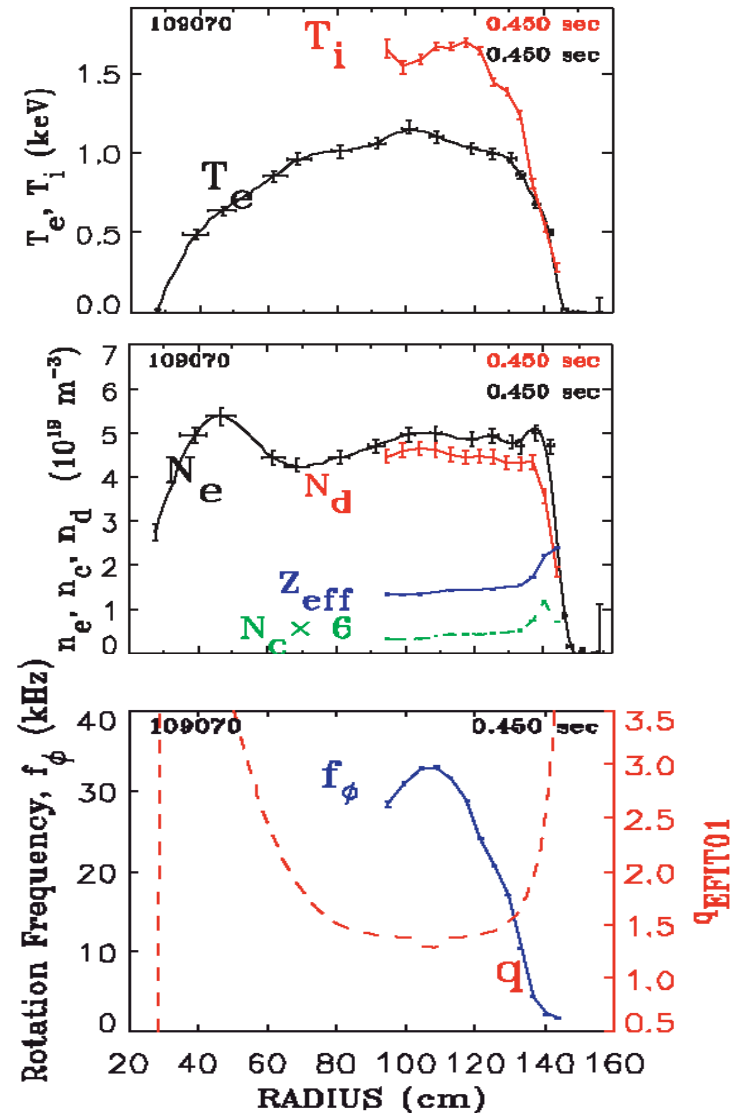 109070
0.450 sec
0.450 sec
T_i
T_e
T_e, T_i (keV)
1.5
1.0
0.5
0.0
109070
0.450 sec
0.450 sec
N_e
N_d
Z_eff
N_c × 6
n_e, n_c, n_d (10^19 m^-3)
7
6
5
4
3
2
1
0
109070
0.450 sec
f_ϕ
q
Rotation Frequency, f_ϕ (kHz)
40
30
20
10
0
3.5
3.0
2.5
2.0
1.5
1.0
0.5
q_EFIT01
20 40 60 80 100 120 140 160
RADIUS (cm)